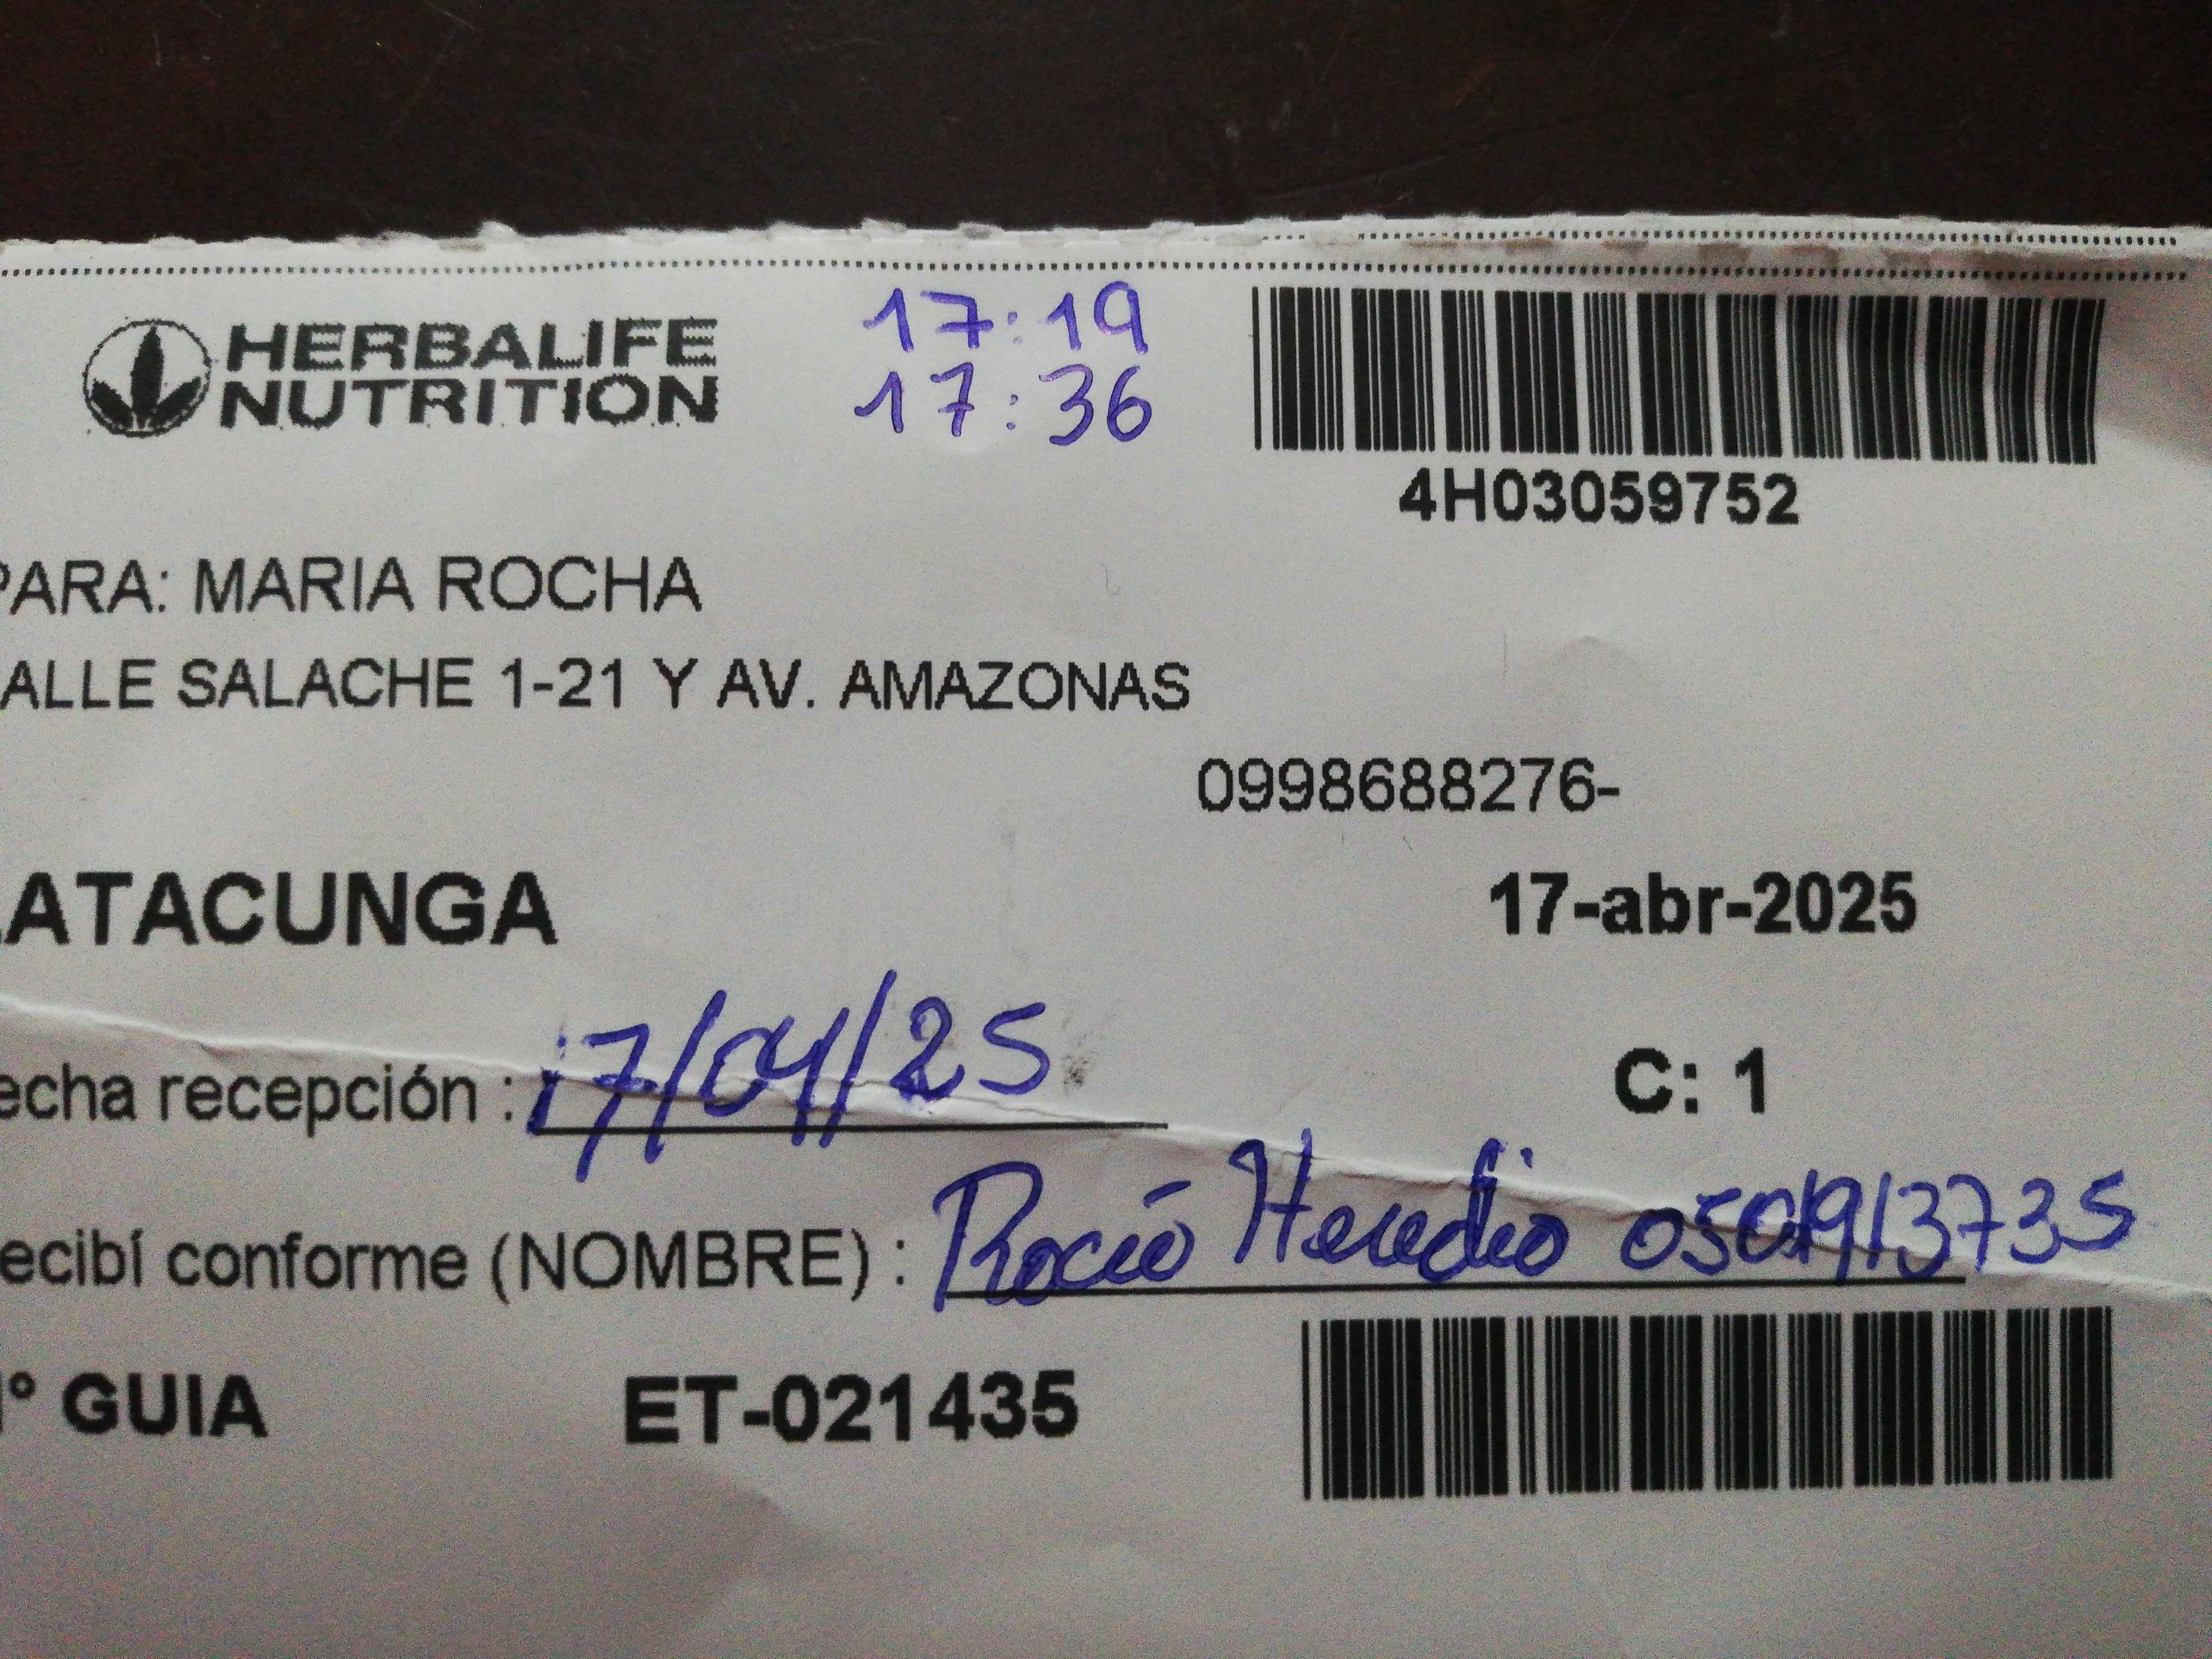 HERBALIFE
NUTRITION
17:19
17:36
4H03059752
PARA: MARIA ROCHA
ALLE SALACHE 1-21 Y AV. AMAZONAS
0998688276-
LATACUNGA
17-abr-2025
echa recepción : 17/04/25
C: 1
ecibí conforme (NOMBRE) : Rocío Heredia 0501913735
N° GUIA ET-021435